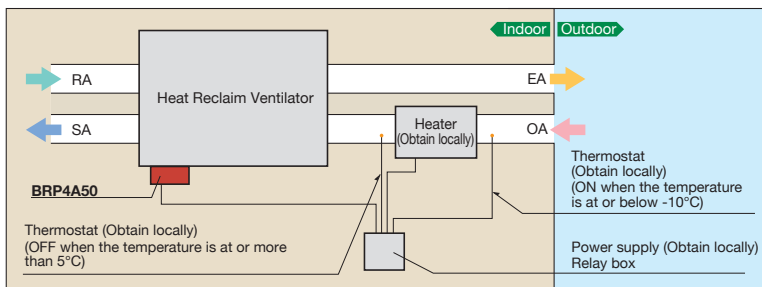 Indoor
Outdoor
RA
EA
Heat Reclaim Ventilator
SA
Heater
(Obtain locally)
OA
BRP4A50
Thermostat
(Obtain locally)
(ON when the temperature
is at or below -10°C)
Thermostat (Obtain locally)
(OFF when the temperature is at or more
than 5°C)
Power supply (Obtain locally)
Relay box